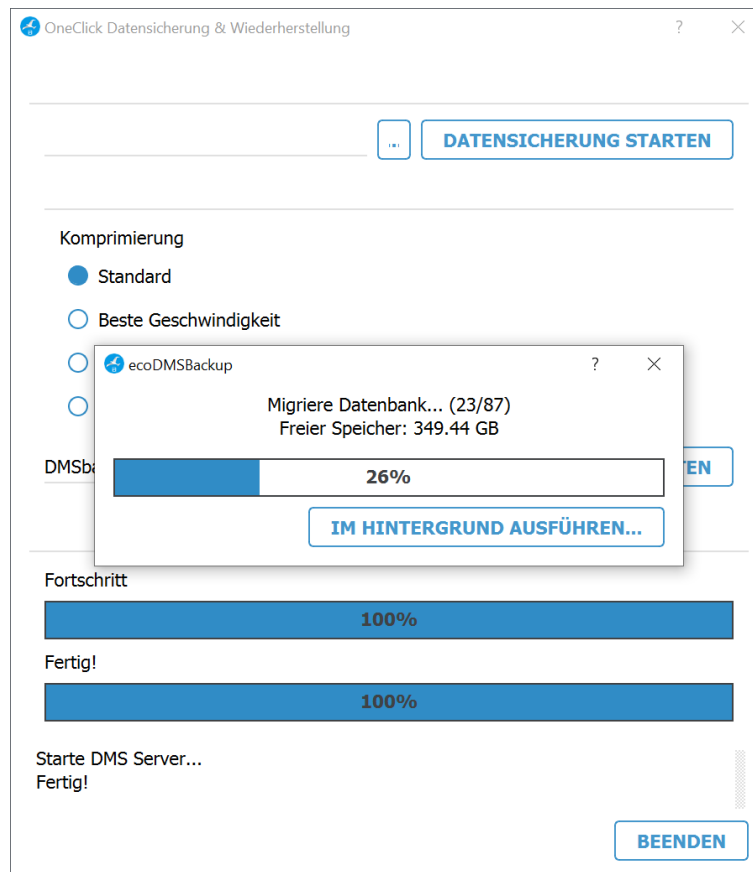 OneClick Datensicherung & Wiederherstellung
?
...
DATENSICHERUNG STARTEN
Komprimierung
Standard
Beste Geschwindigkeit
ecoDMSBackup
?
Migriere Datenbank... (23/87)
Freier Speicher: 349.44 GB
26%
IM HINTERGRUND AUSFÜHREN...
Fortschritt
100%
Fertig!
100%
Starte DMS Server...
Fertig!
BEENDEN